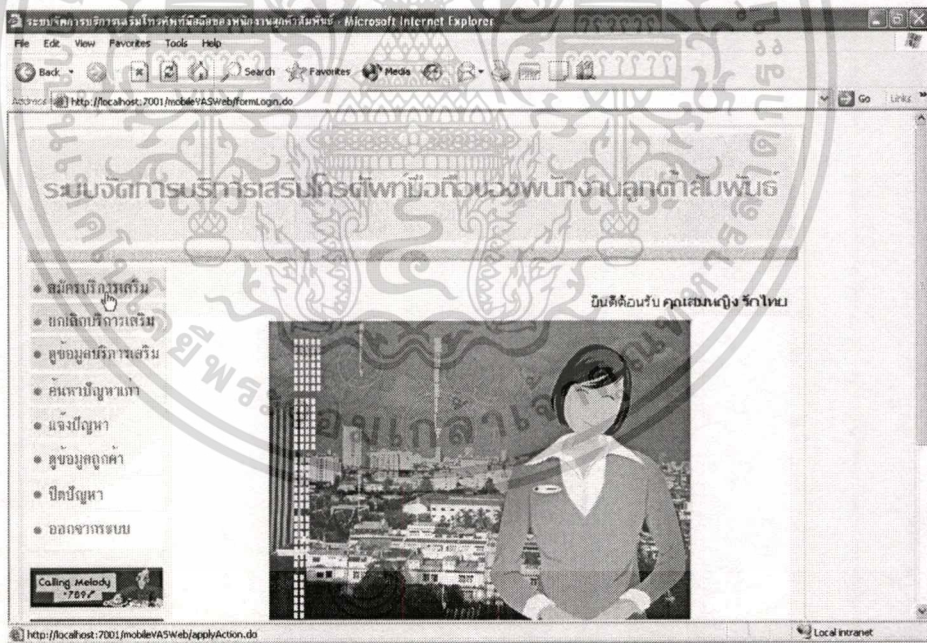 ระบบจัดการบริการเสริมโทรศัพท์มือถือของพนักงานลูกค้าสัมพันธ์ - Microsoft Internet Explorer
File Edit View Favorites Tools Help
Back Search Favorites Media
Address http://localhost:7001/mobileVASWeb/formLogin.do Go Links
ระบบจัดการบริการเสริมโทรศัพท์มือถือของพนักงานลูกค้าสัมพันธ์
สมัครบริการเสริม
ยินดีต้อนรับ คุณสมหญิง รักไทย
ยกเลิกบริการเสริม
ดูข้อมูลบริการเสริม
ค้นหาปัญหาเก่า
แจ้งปัญหา
ดูข้อมูลลูกค้า
ปิดปัญหา
ออกจากระบบ
Calling Melody
*789
http://localhost:7001/mobileVASWeb/applyAction.do Local intranet